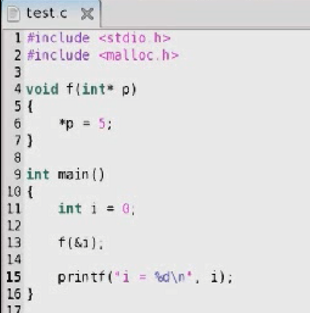 test.c
1 #include <stdio.h>
2 #include <malloc.h>
3
4 void f(int* p)
5 {
6     *p = 5;
7 }
8
9 int main()
10 {
11     int i = 0;
12
13     f(&i);
14
15     printf("i = %d\n", i);
16 }
17